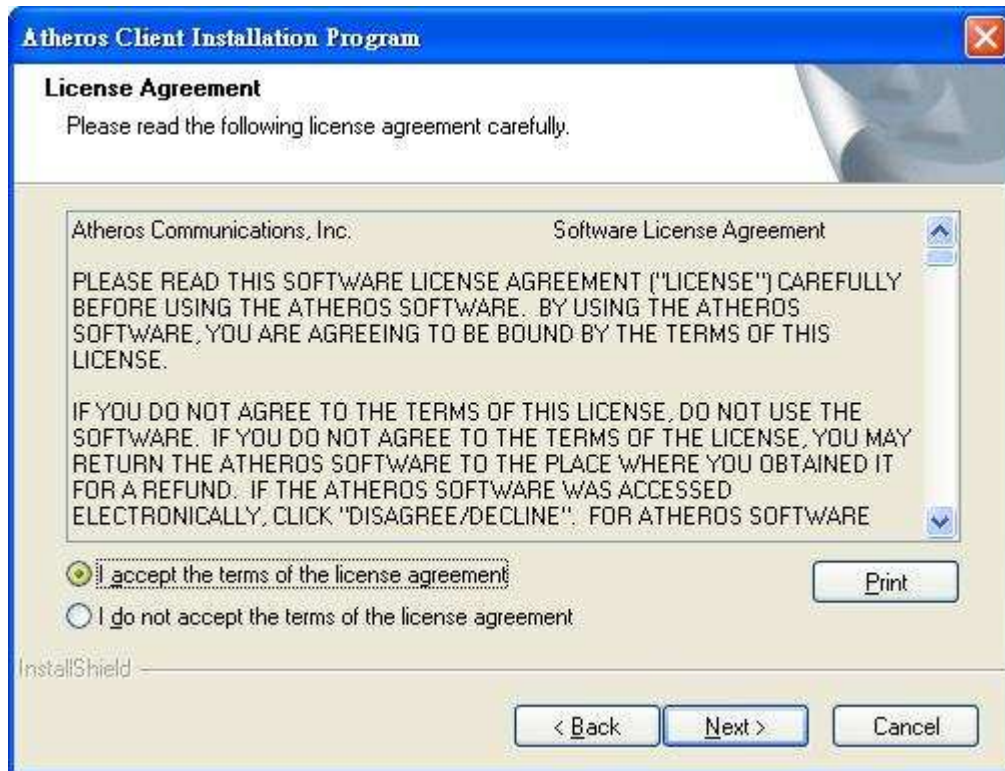 Atheros Client Installation Program
License Agreement
Please read the following license agreement carefully.
Atheros Communications, Inc. Software License Agreement
PLEASE READ THIS SOFTWARE LICENSE AGREEMENT ("LICENSE") CAREFULLY
BEFORE USING THE ATHEROS SOFTWARE.  BY USING THE ATHEROS
SOFTWARE, YOU ARE AGREEING TO BE BOUND BY THE TERMS OF THIS
LICENSE.
IF YOU DO NOT AGREE TO THE TERMS OF THIS LICENSE, DO NOT USE THE
SOFTWARE.  IF YOU DO NOT AGREE TO THE TERMS OF THE LICENSE, YOU MAY
RETURN THE ATHEROS SOFTWARE TO THE PLACE WHERE YOU OBTAINED IT
FOR A REFUND.  IF THE ATHEROS SOFTWARE WAS ACCESSED
ELECTRONICALLY, CLICK "DISAGREE/DECLINE".  FOR ATHEROS SOFTWARE
I accept the terms of the license agreement
Print
I do not accept the terms of the license agreement
InstallShield
< Back
Next >
Cancel